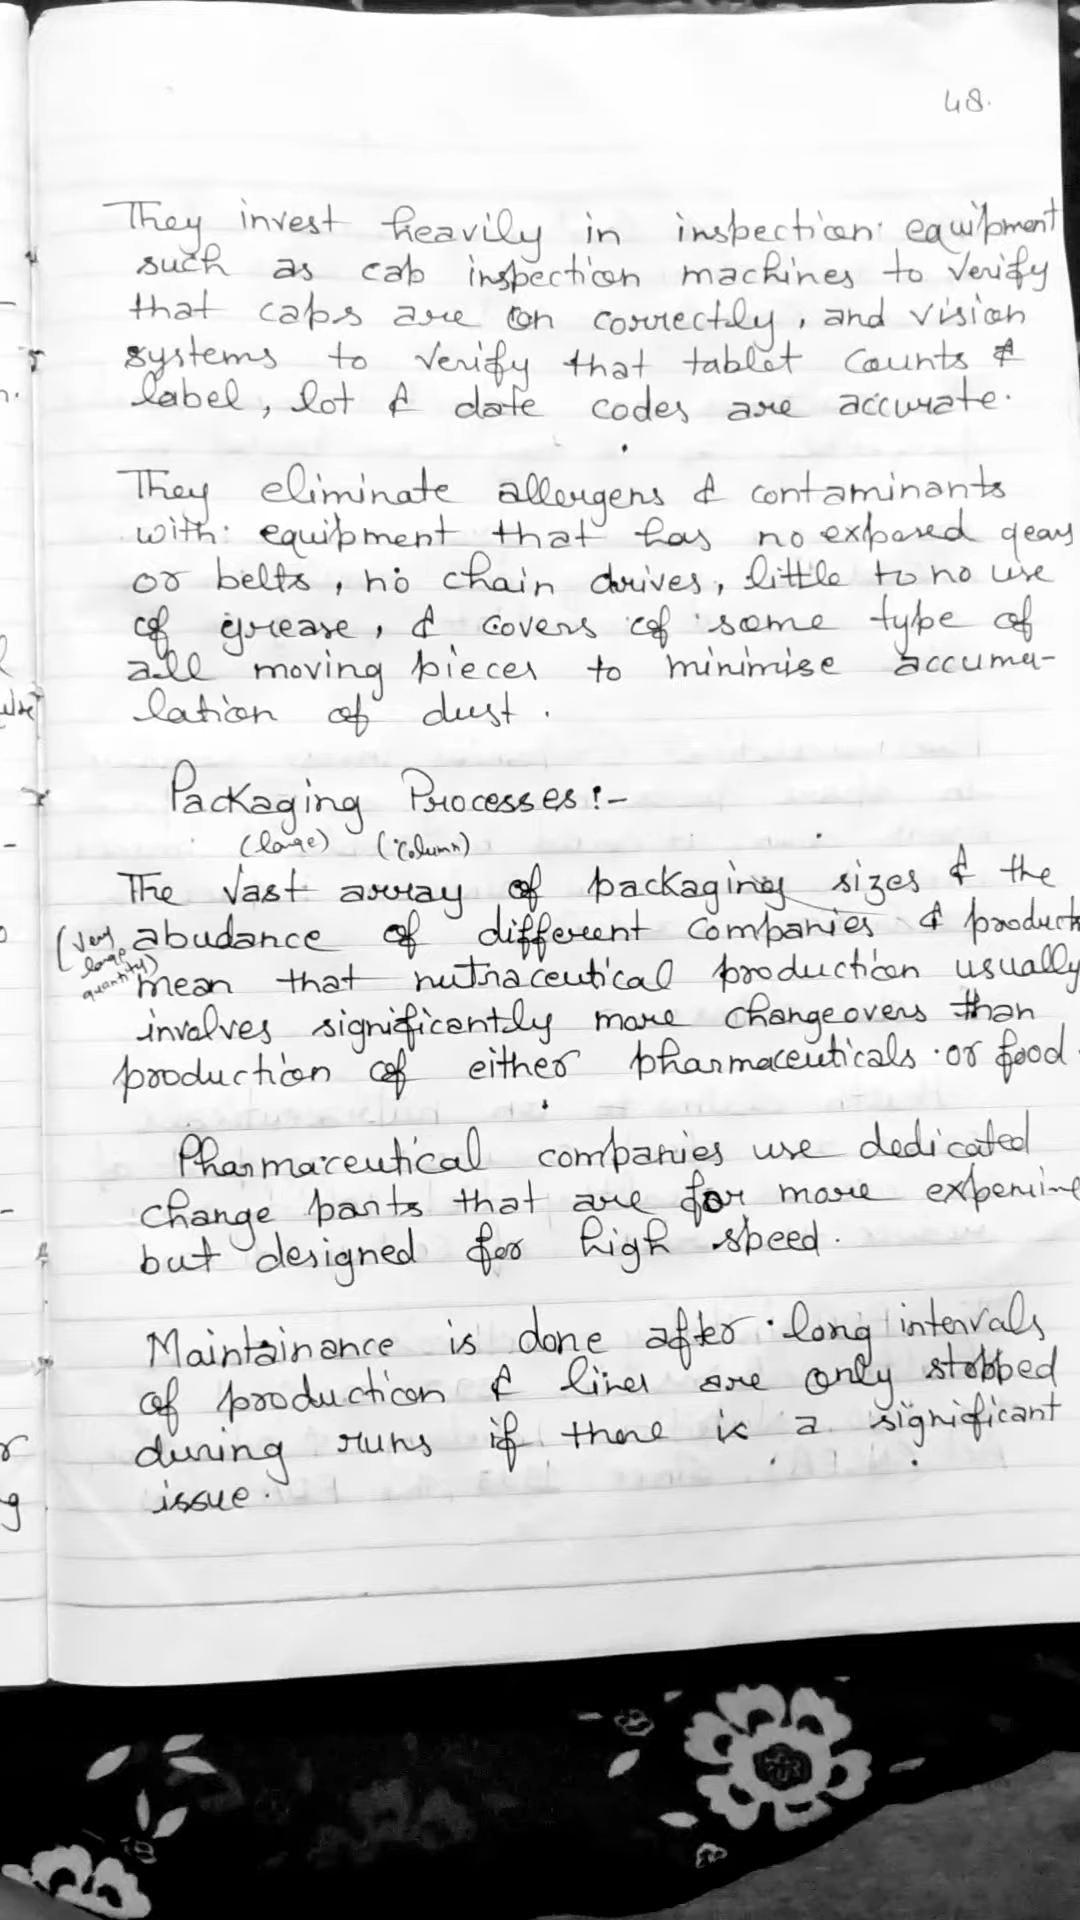 48.
They invest heavily in inspection equipment
such as cap inspection machines to verify
that caps are on correctly, and vision
systems to verify that tablet counts &
label, lot & date codes are accurate.
They eliminate allergens & contaminants
with equipment that has no exposed gears
or belts, no chain drives, little to no use
of grease, & covers of some type of
all moving pieces to minimise accumu-
lation of dust.
Packaging Processes:-
(large) (column)
The vast array of packaging sizes & the
(very large quantity) abudance of different companies & products
mean that nutraceutical production usually
involves significantly more changeovers than
production of either pharmaceuticals or food.
Pharmaceutical companies use dedicated
change parts that are far more expensive
but designed for high speed.
Maintainance is done after long intervals
of production & lines are only stopped
during runs if there is a significant
issue.